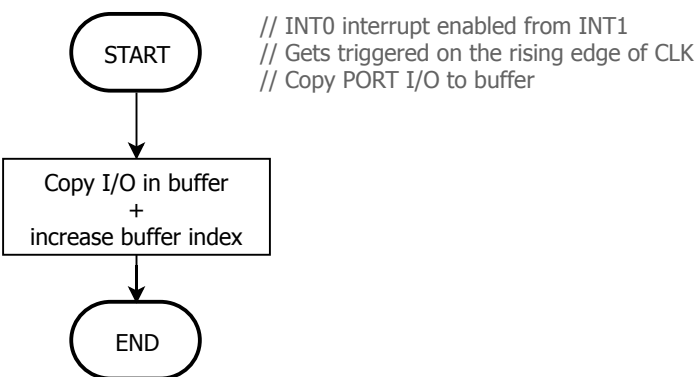 START
// INT0 interrupt enabled from INT1
// Gets triggered on the rising edge of CLK
// Copy PORT I/O to buffer
Copy I/O in buffer
+
increase buffer index
END